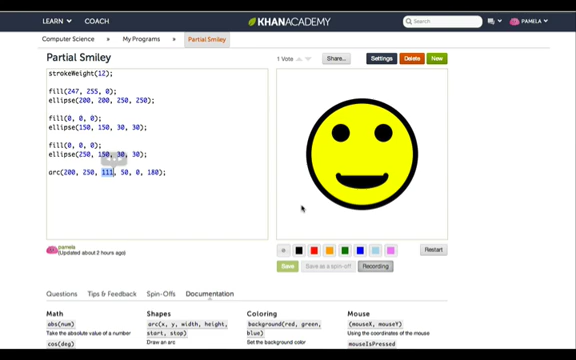 LEARN COACH KHANACADEMY Search PAMELA
Computer Science » My Programs » Partial Smiley
Partial Smiley
1 Vote Share... Settings Delete New
strokeWeight(12);
fill(247, 255, 0);
ellipse(200, 200, 250, 250);
fill(0, 0, 0);
ellipse(150, 150, 30, 30);
fill(0, 0, 0);
ellipse(250, 150, 30, 30);
arc(200, 250, 111, 50, 0, 180);
pamela
(Updated about 2 hours ago)
Restart
Save Save as a spin-off Recording
Questions Tips & Feedback Spin-Offs Documentation
Math Shapes Coloring Mouse
abs(num) arc(x, y, width, height, start, stop) background(red, green, blue) (mouseX, mouseY)
Take the absolute value of a number Draw an arc Set the background color Using the coordinates of the mouse
cos(deg) mouseIsPressed